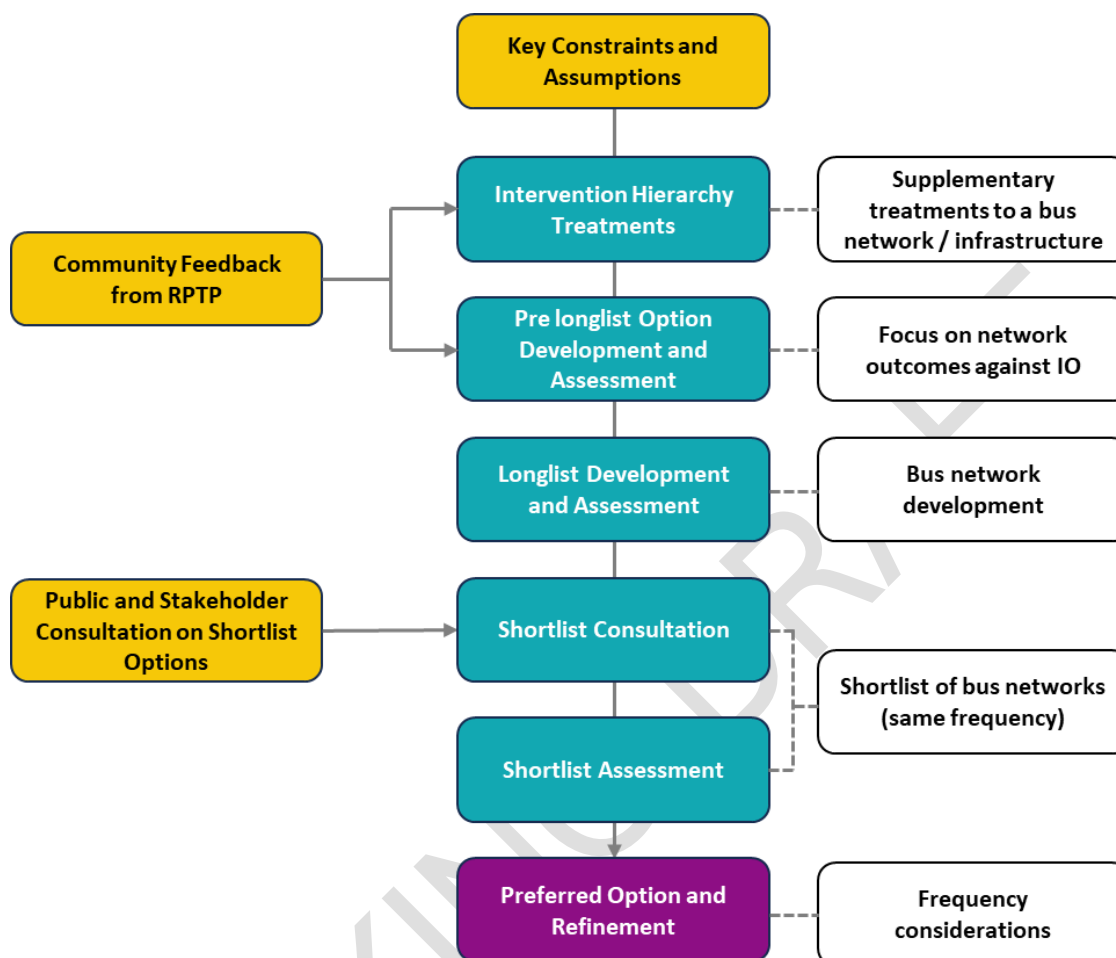 Key Constraints and
Assumptions
Intervention Hierarchy
Treatments
Supplementary
treatments to a bus
network / infrastructure
Community Feedback
from RPTP
Pre longlist Option
Development and
Assessment
Focus on network
outcomes against IO
Longlist Development
and Assessment
Bus network
development
Public and Stakeholder
Consultation on Shortlist
Options
Shortlist Consultation
Shortlist of bus networks
(same frequency)
Shortlist Assessment
Preferred Option and
Refinement
Frequency
considerations